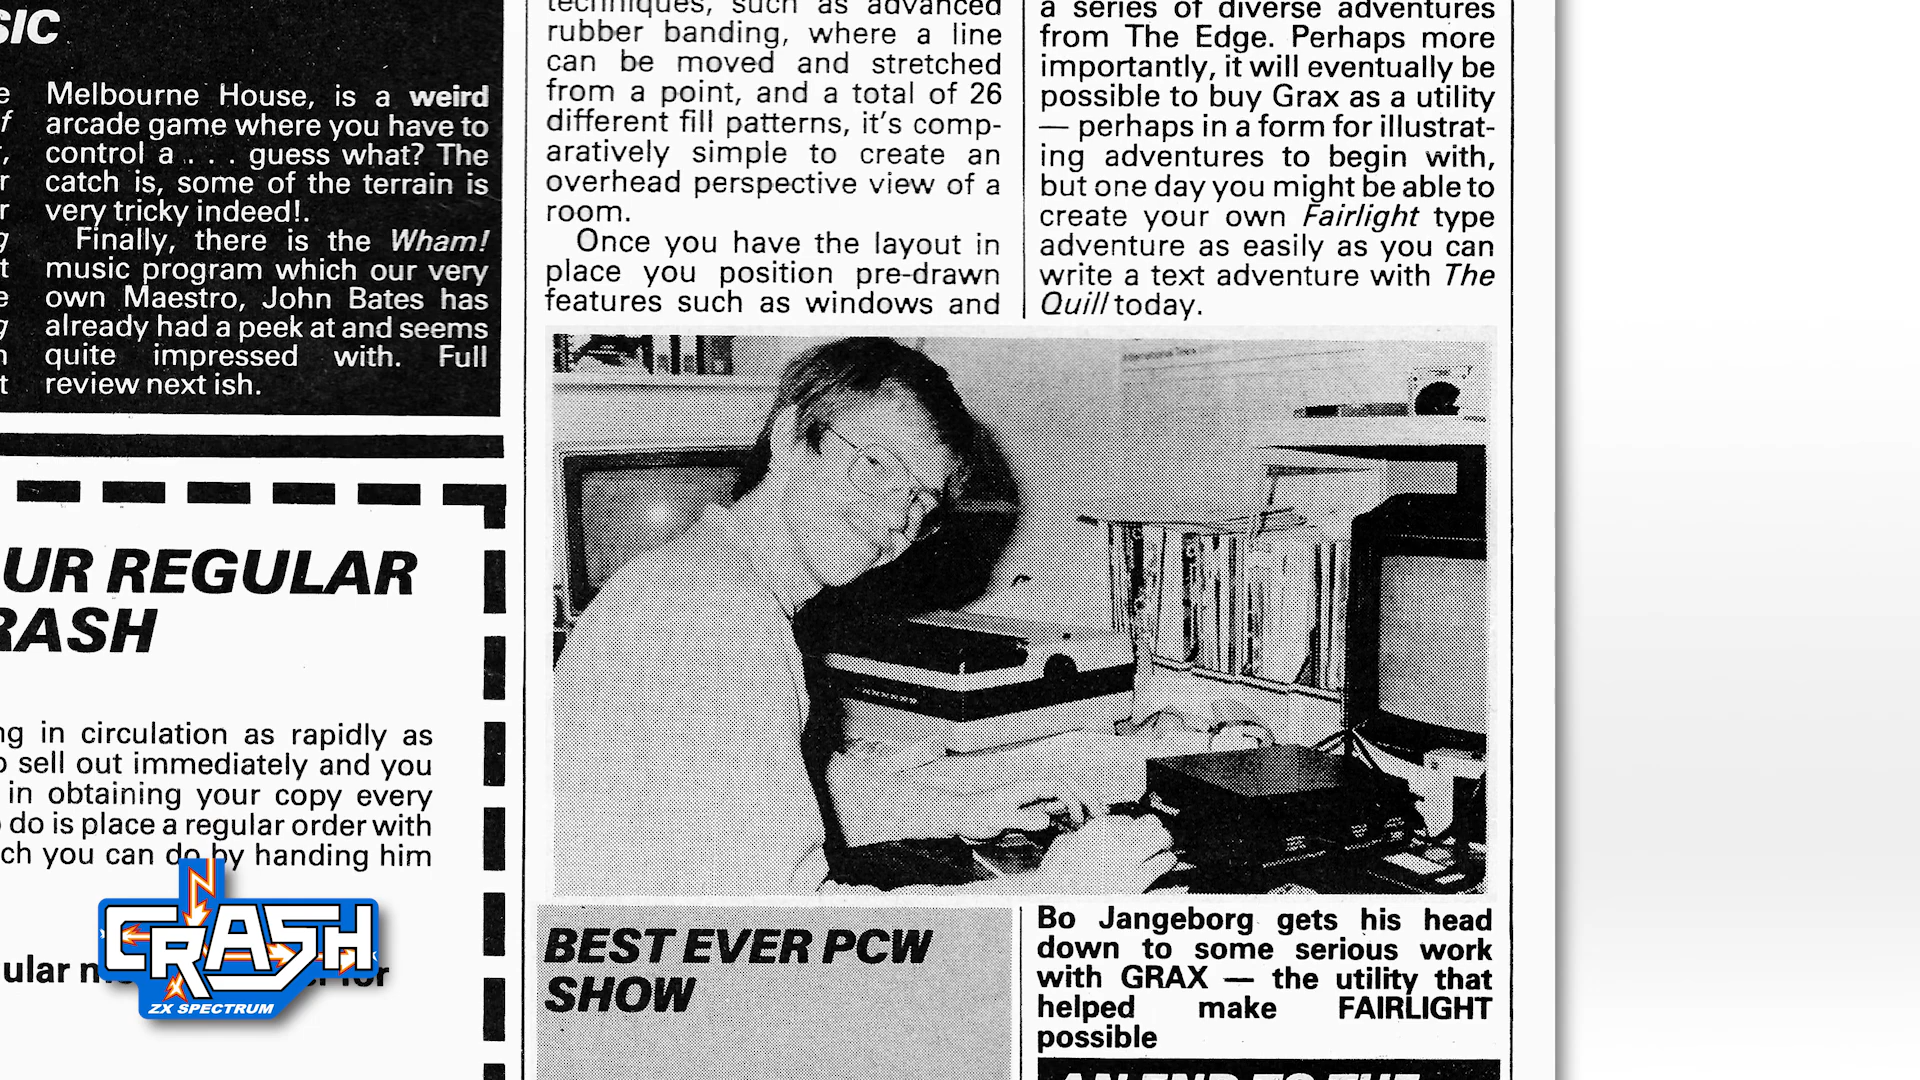 SIC
e
f
,
r
r
g
t
e
g
n
t
Melbourne House, is a weird
arcade game where you have to
control a . . . guess what? The
catch is, some of the terrain is
very tricky indeed!.
Finally, there is the Wham!
music program which our very
own Maestro, John Bates has
already had a peek at and seems
quite impressed with. Full
review next ish.
UR REGULAR
RASH
ng in circulation as rapidly as
o sell out immediately and you
in obtaining your copy every
o do is place a regular order with
ch you can do by handing him
ular
for
CRASH
ZX SPECTRUM
techniques, such as advanced
rubber banding, where a line
can be moved and stretched
from a point, and a total of 26
different fill patterns, it's comp-
aratively simple to create an
overhead perspective view of a
room.
Once you have the layout in
place you position pre-drawn
features such as windows and
a series of diverse adventures
from The Edge. Perhaps more
importantly, it will eventually be
possible to buy Grax as a utility
— perhaps in a form for illustrat-
ing adventures to begin with,
but one day you might be able to
create your own Fairlight type
adventure as easily as you can
write a text adventure with The
Quill today.
BEST EVER PCW
SHOW
Bo Jangeborg gets his head
down to some serious work
with GRAX — the utility that
helped make FAIRLIGHT
possible
AN END TO THE